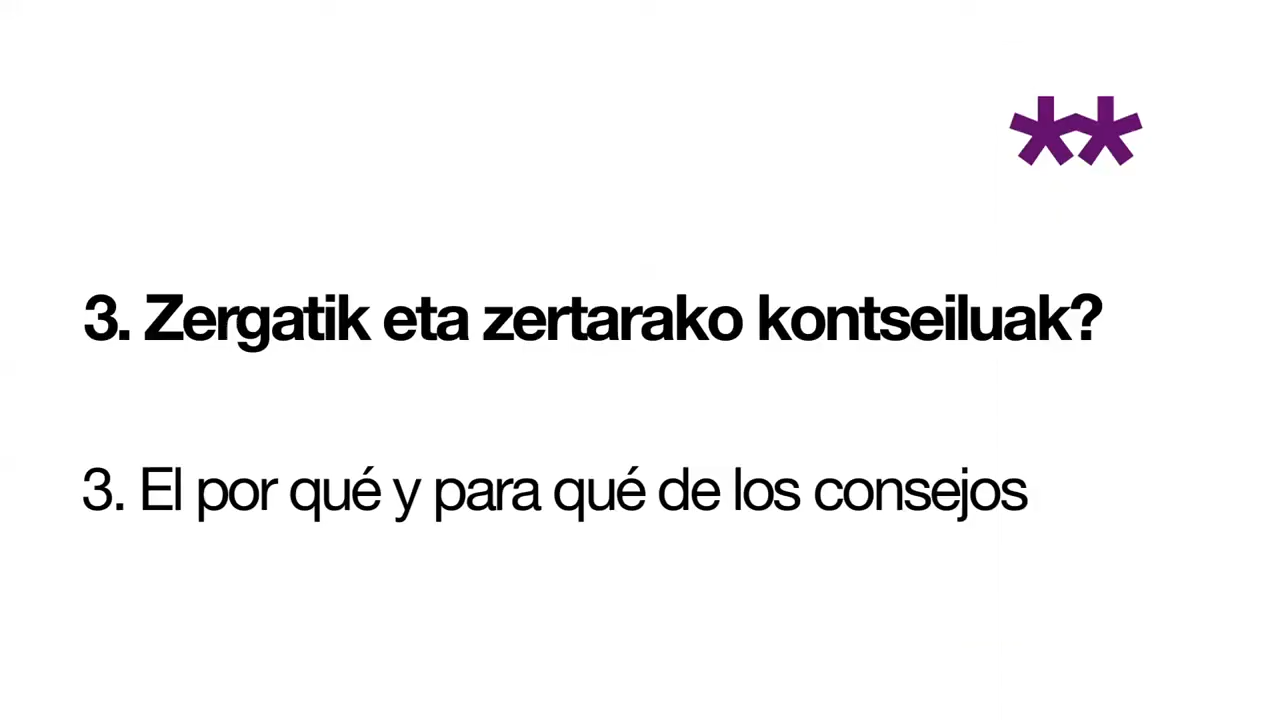 **
3. Zergatik eta zertarako kontseiluak?
3. El por qué y para qué de los consejos